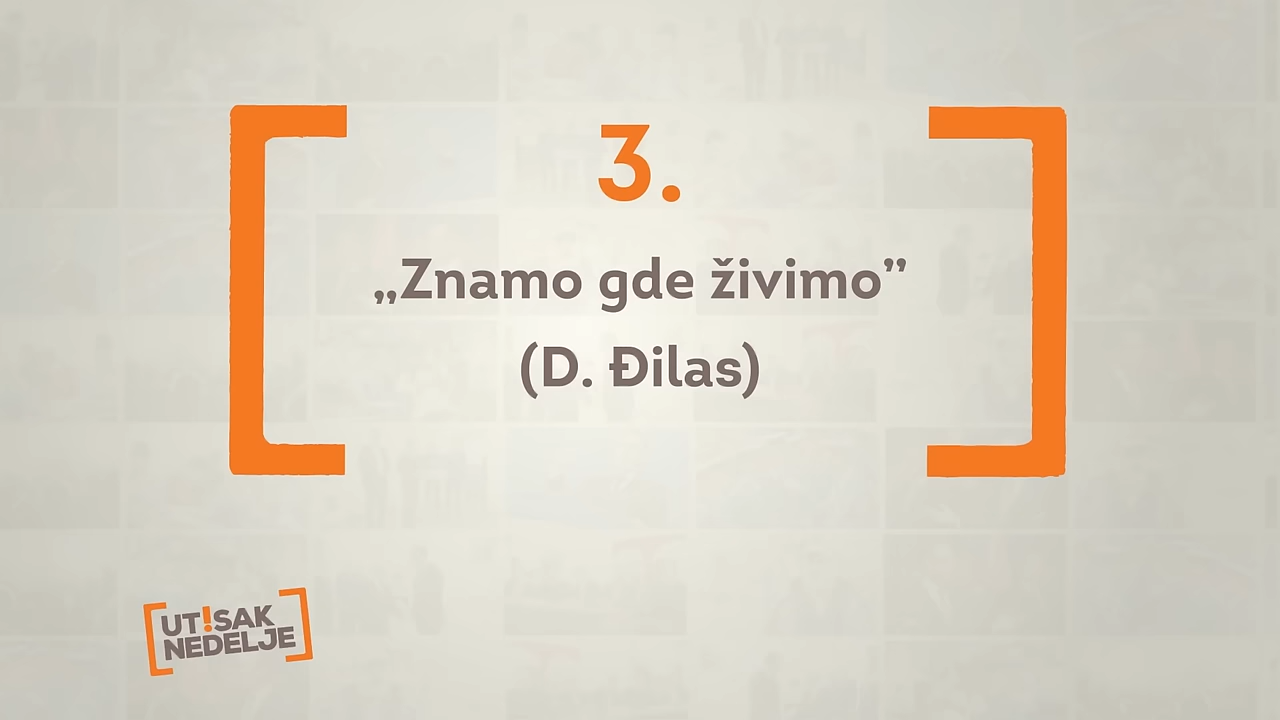 3.
„Znamo gde živimo”
(D. Đilas)
UT!SAK
NEDELJE